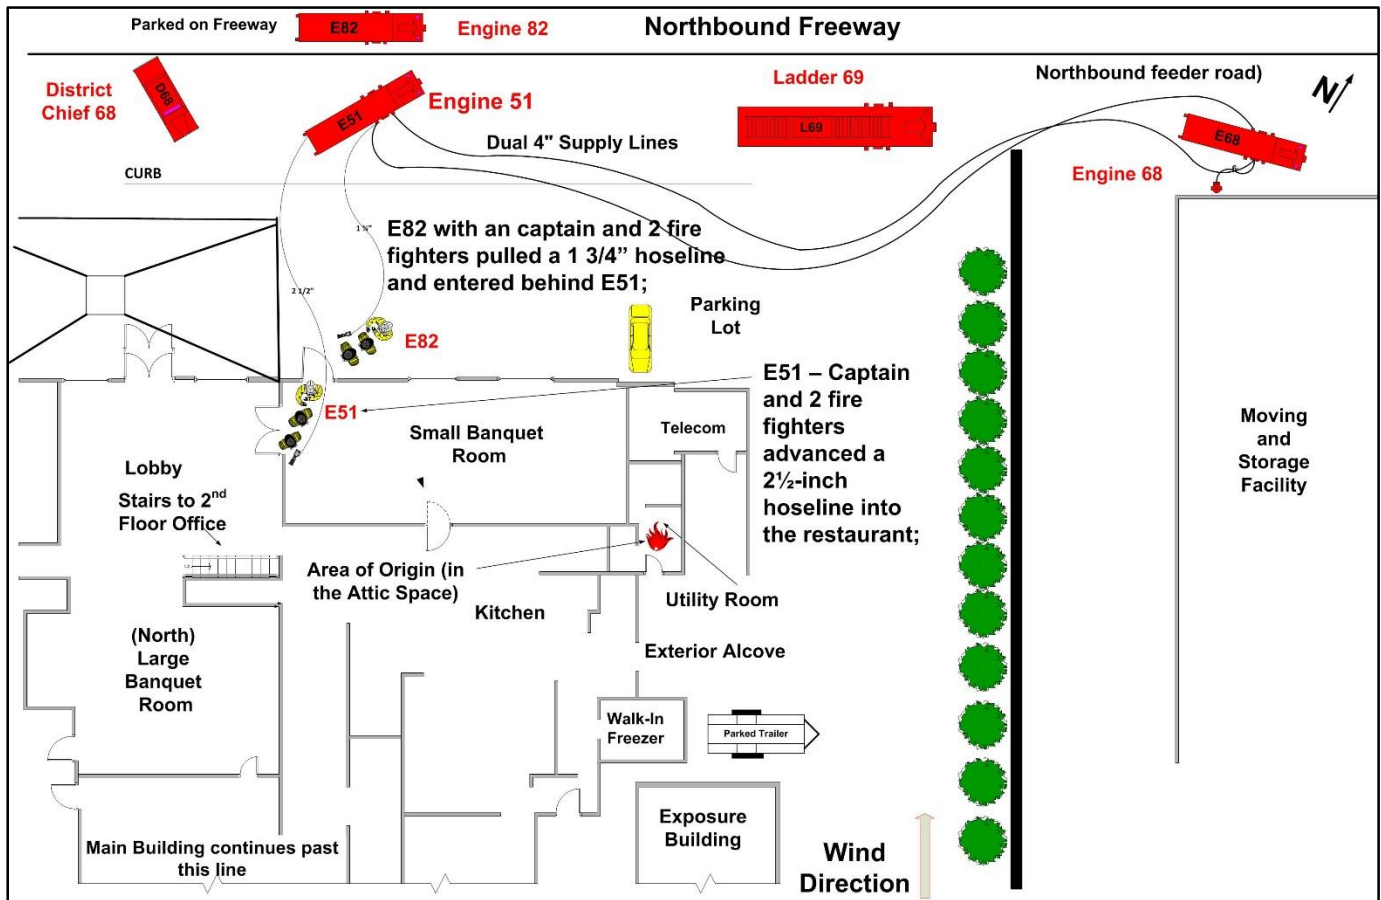 Parked on Freeway
E82
Engine 82
Northbound Freeway
District
Chief 68
D68
E51
Engine 51
Ladder 69
L69
Northbound feeder road)
N
E68
Engine 68
6
Dual 4" Supply Lines
CURB
1 ¾"
2 1/2"
E82 with an captain and 2 fire
fighters pulled a 1 3/4” hoseline
and entered behind E51;
Parking
Lot
E82
E51
E51 – Captain
and 2 fire
fighters
advanced a
2½-inch
hoseline into
the restaurant;
Small Banquet
Room
Telecom
Moving
and
Storage
Facility
Lobby
Stairs to 2nd
Floor Office
Area of Origin (in
the Attic Space)
Kitchen
Utility Room
Exterior Alcove
(North)
Large
Banquet
Room
Walk-In
Freezer
Parked Trailer
Exposure
Building
Main Building continues past
this line
Wind
Direction